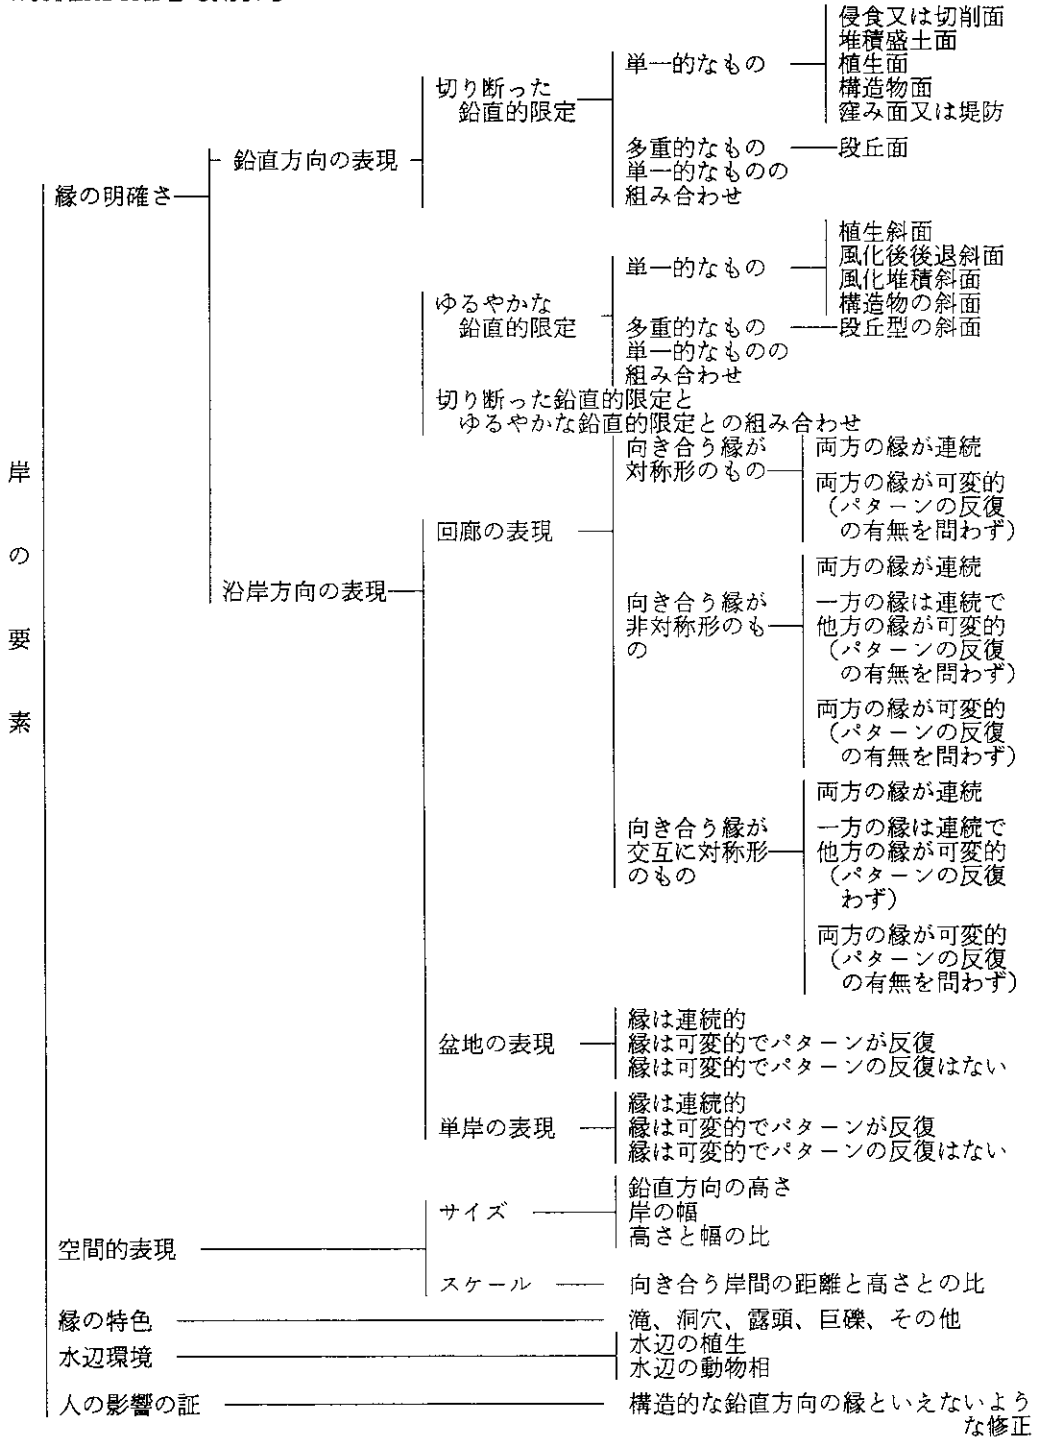 侵食又は切削面
堆積盛土面
単一的なもの
植生面
構造物面
窪み面又は堤防
切り断った
鉛直的限定
多重的なもの
段丘面
単一的なものの
組み合わせ
鉛直方向の表現
縁の明確さ
植生斜面
風化後後退斜面
単一的なもの
風化堆積斜面
構造物の斜面
ゆるやかな
鉛直的限定
多重的なもの
段丘型の斜面
単一的なものの
組み合わせ
切り断った鉛直的限定と
ゆるやかな鉛直的限定との組み合わせ
岸の要素
沿岸方向の表現
回廊の表現
向き合う縁が
対称形のもの
両方の縁が連続
両方の縁が可変的
(パターンの反復
の有無を問わず)
向き合う縁が
非対称形のも
の
両方の縁が連続
一方の縁は連続で
他方の縁が可変的
(パターンの反復
の有無を問わず)
両方の縁が可変的
(パターンの反復
の有無を問わず)
向き合う縁が
交互に対称形
のもの
両方の縁が連続
一方の縁は連続で
他方の縁が可変的
(パターンの反復
わず)
両方の縁が可変的
(パターンの反復
の有無を問わず)
盆地の表現
縁は連続的
縁は可変的でパターンが反復
縁は可変的でパターンの反復はない
単岸の表現
縁は連続的
縁は可変的でパターンが反復
縁は可変的でパターンの反復はない
空間的表現
サイズ
鉛直方向の高さ
岸の幅
高さと幅の比
スケール
向き合う岸間の距離と高さとの比
縁の特色
滝、洞穴、露頭、巨礫、その他
水辺環境
水辺の植生
水辺の動物相
人の影響の証
構造的な鉛直方向の縁といえないよう
な修正